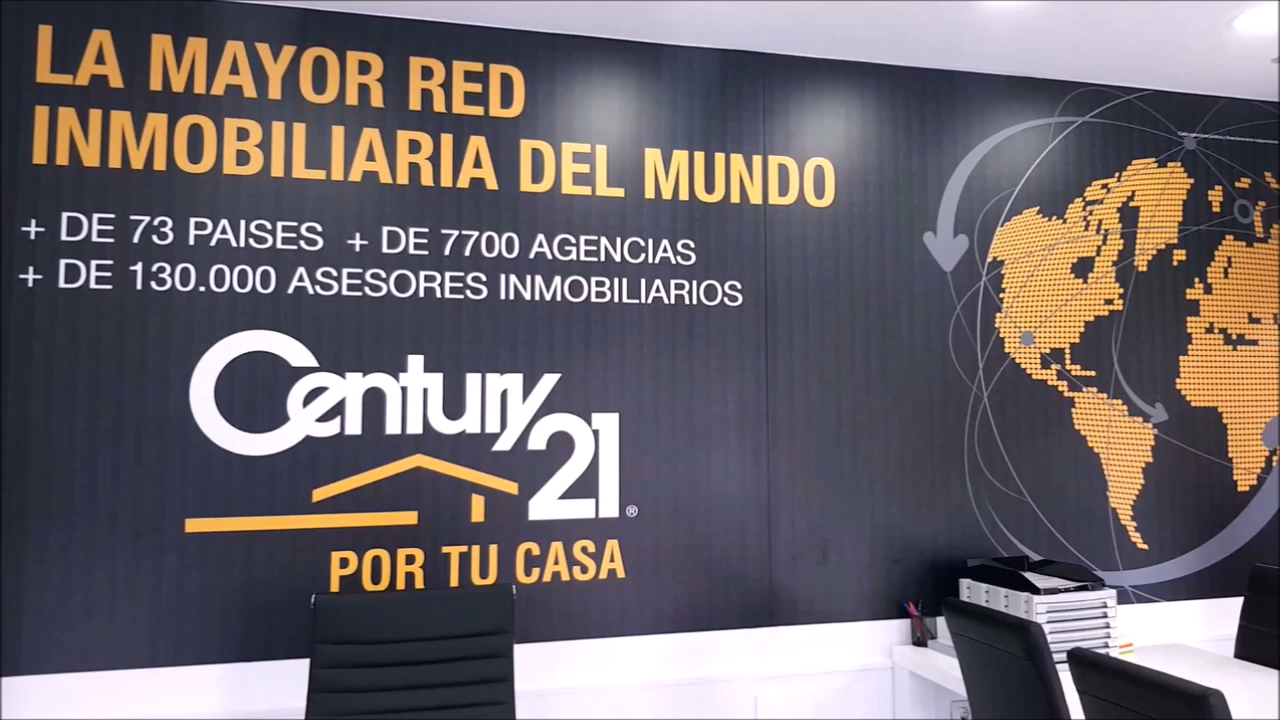 LA MAYOR RED
INMOBILIARIA DEL MUNDO
+ DE 73 PAISES + DE 7700 AGENCIAS
+ DE 130.000 ASESORES INMOBILIARIOS
Century
21®
POR TU CASA